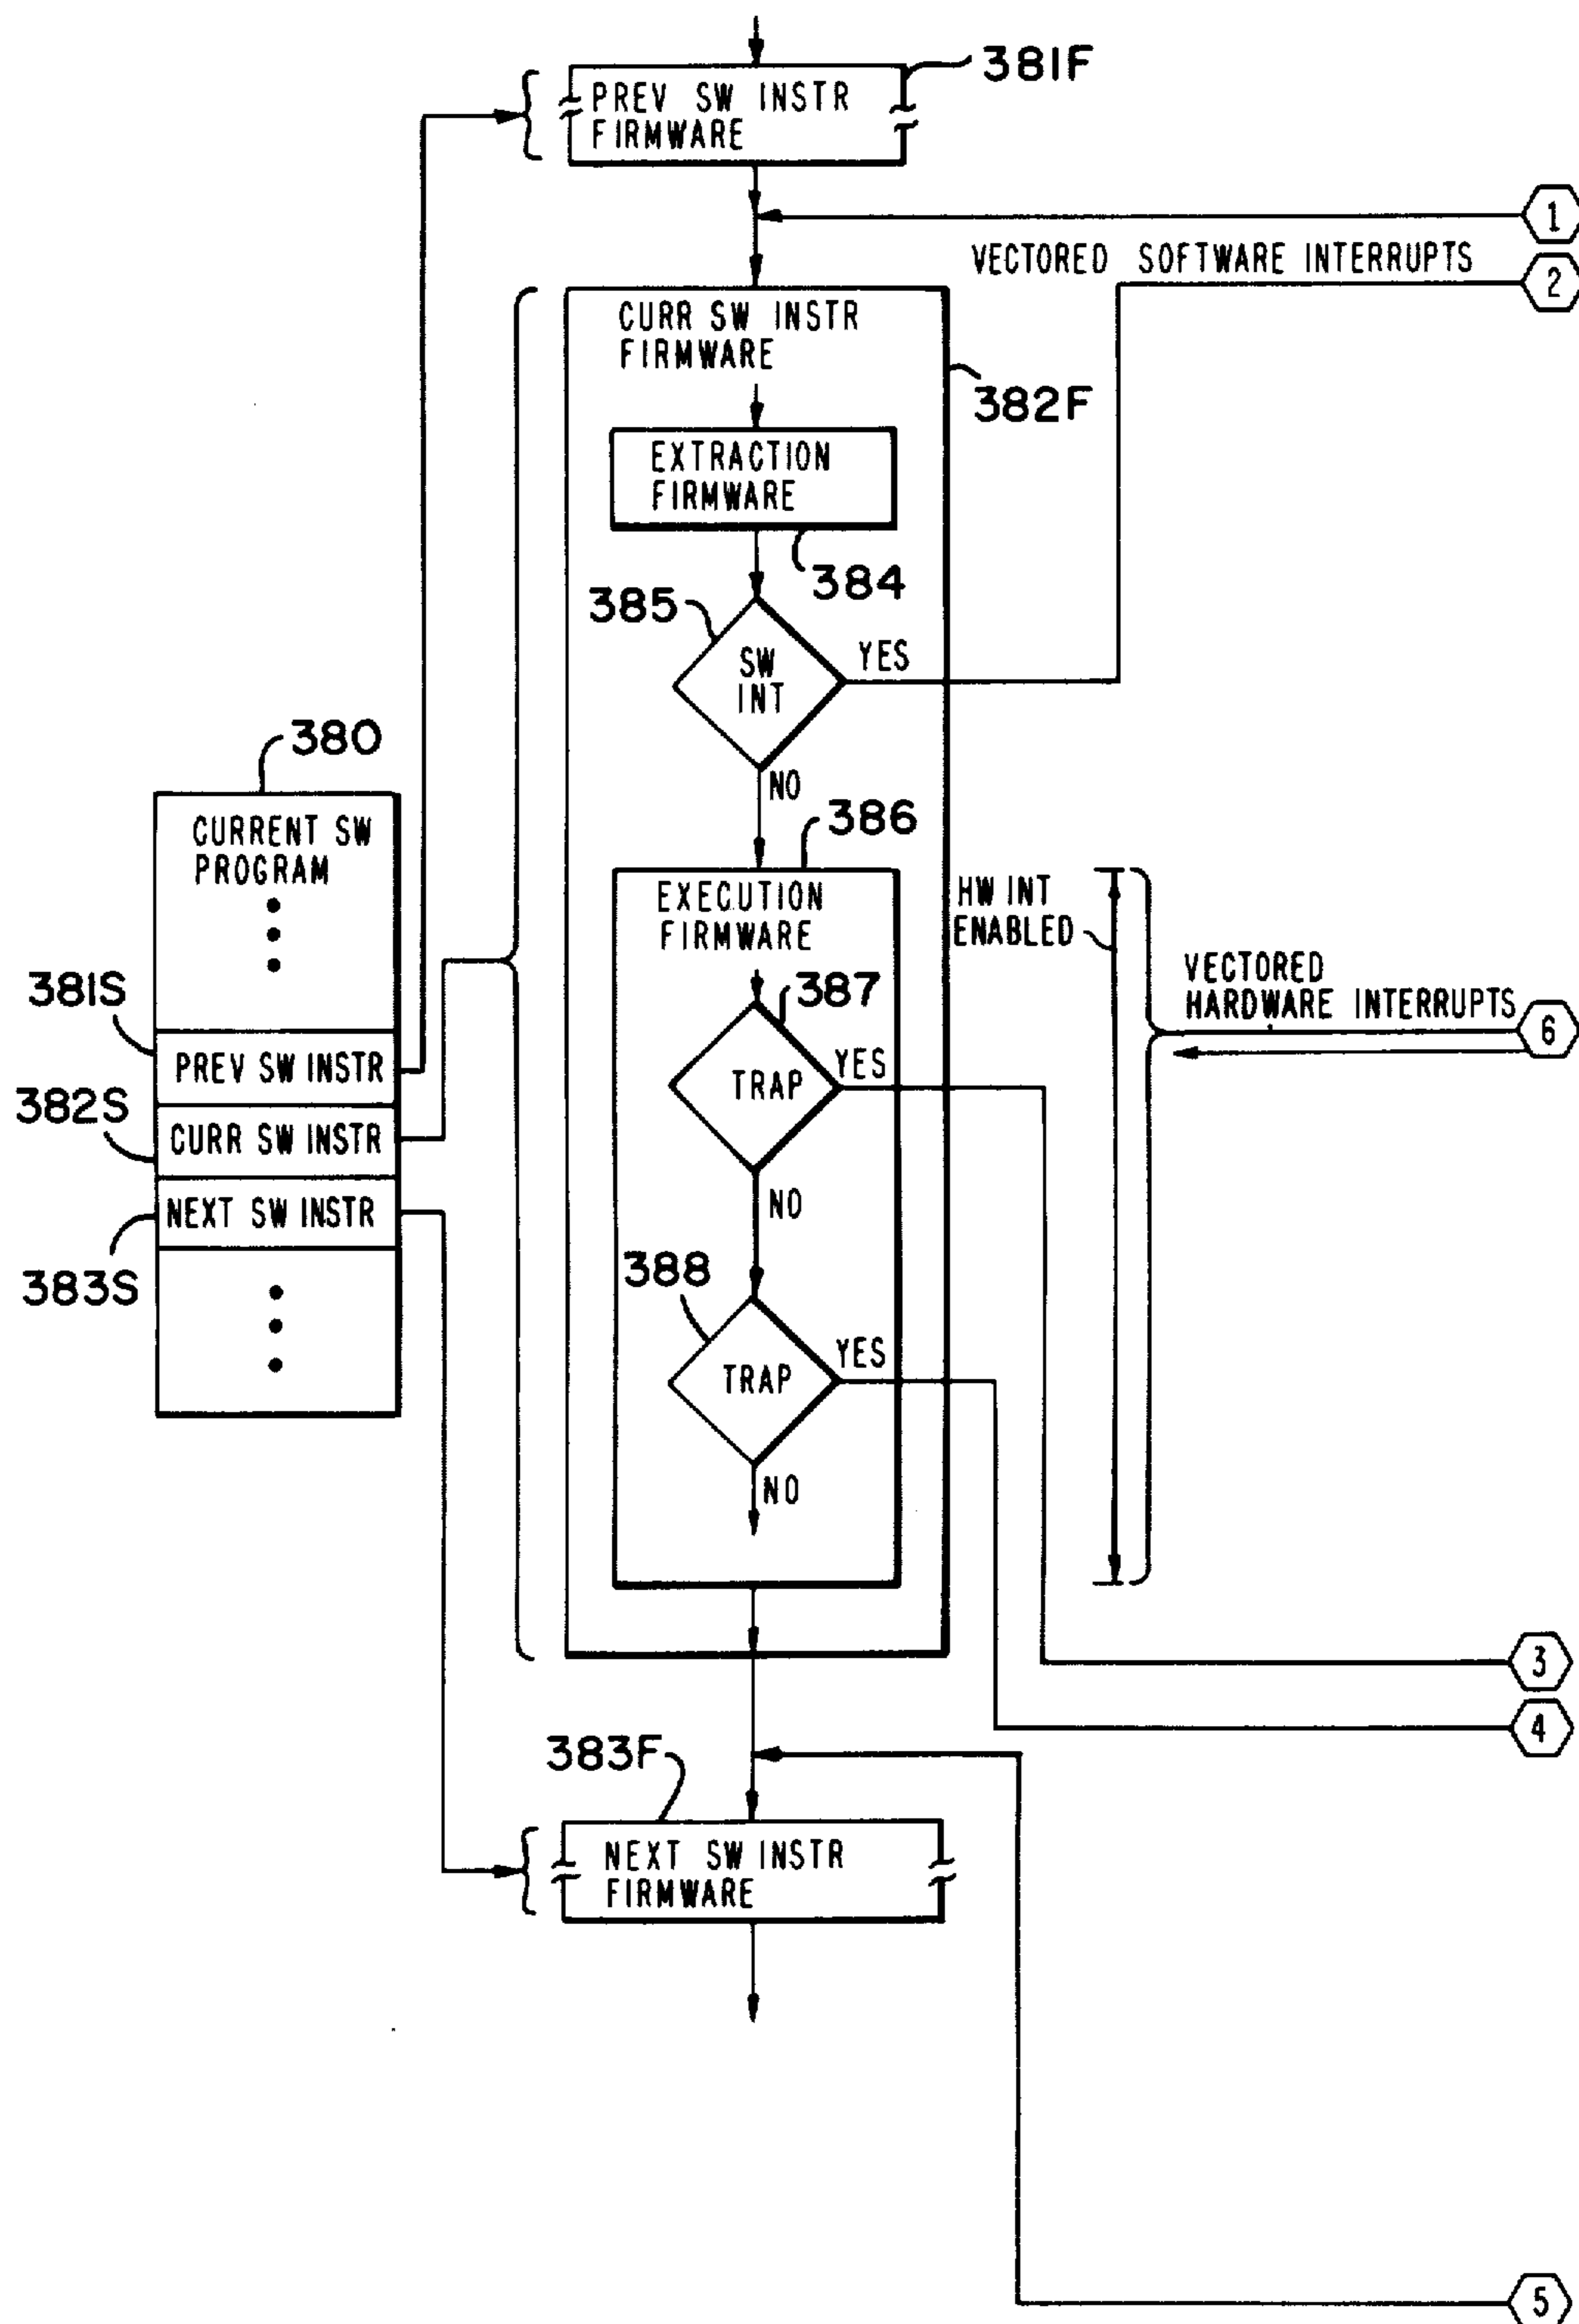 381F
PREV SW INSTR
FIRMWARE
1
VECTORED SOFTWARE INTERRUPTS
2
CURR SW INSTR
FIRMWARE
382F
EXTRACTION
FIRMWARE
384
385
SW
INT
YES
NO
380
CURRENT SW
PROGRAM
386
EXECUTION
FIRMWARE
HW INT
ENABLED
VECTORED
HARDWARE INTERRUPTS
6
381S
PREV SW INSTR
382S
CURR SW INSTR
NEXT SW INSTR
383S
387
TRAP
YES
NO
388
TRAP
YES
NO
3
4
383F
NEXT SW INSTR
FIRMWARE
5